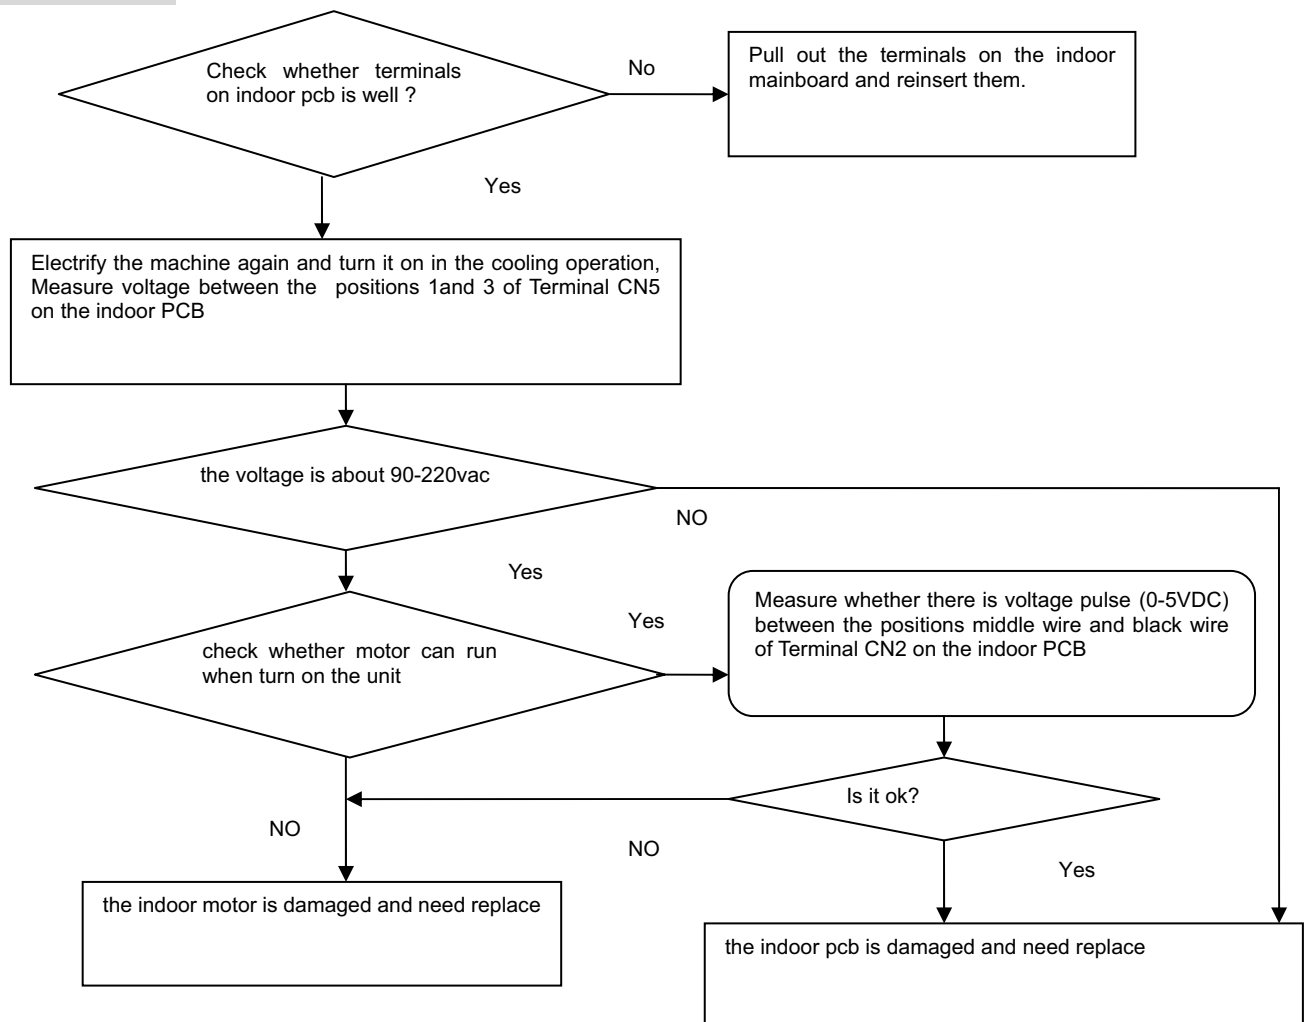 Check whether terminals
on indoor pcb is well ?
No
Pull out the terminals on the indoor
mainboard and reinsert them.
Yes
Electrify the machine again and turn it on in the cooling operation,
Measure voltage between the positions 1and 3 of Terminal CN5
on the indoor PCB
the voltage is about 90-220vac
NO
Yes
check whether motor can run
when turn on the unit
Yes
Measure whether there is voltage pulse (0-5VDC)
between the positions middle wire and black wire
of Terminal CN2 on the indoor PCB
Is it ok?
NO
NO
Yes
the indoor motor is damaged and need replace
the indoor pcb is damaged and need replace